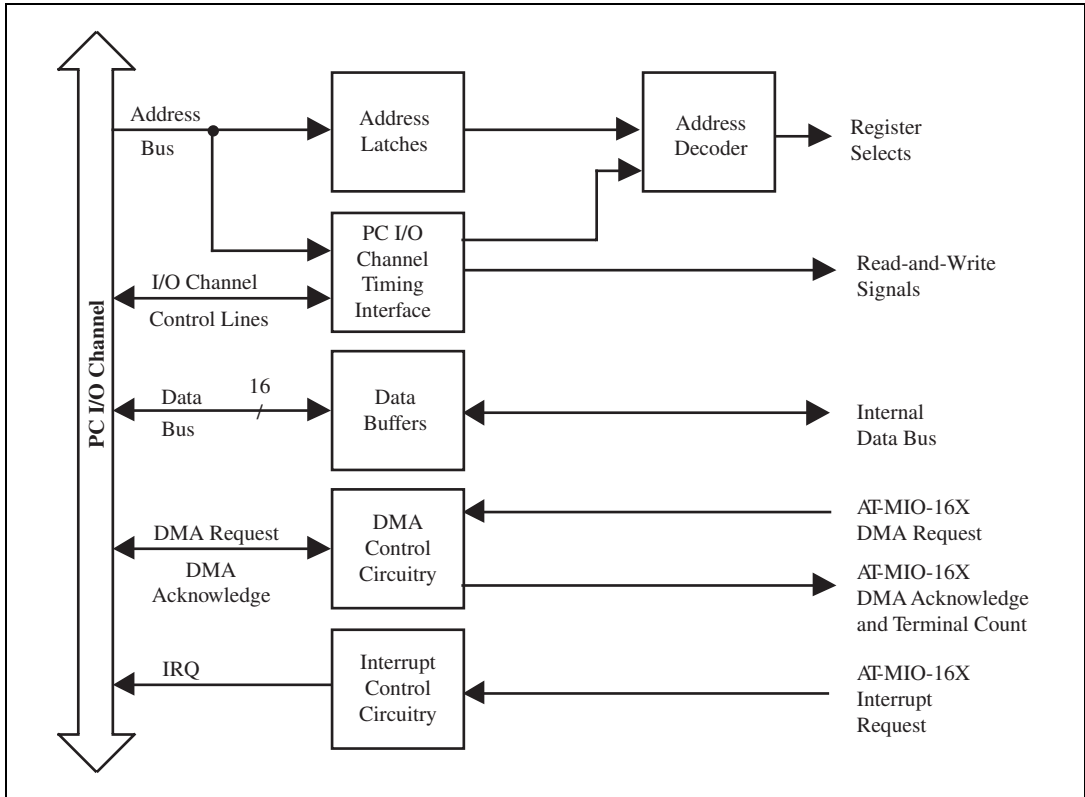 PC I/O Channel
Address
Bus
Address
Latches
Address
Decoder
Register
Selects
PC I/O
Channel
Timing
Interface
I/O Channel
Control Lines
Read-and-Write
Signals
Data
Bus
16
/
Data
Buffers
Internal
Data Bus
DMA Request
DMA
Acknowledge
DMA
Control
Circuitry
AT-MIO-16X
DMA Request
AT-MIO-16X
DMA Acknowledge
and Terminal Count
IRQ
Interrupt
Control
Circuitry
AT-MIO-16X
Interrupt
Request